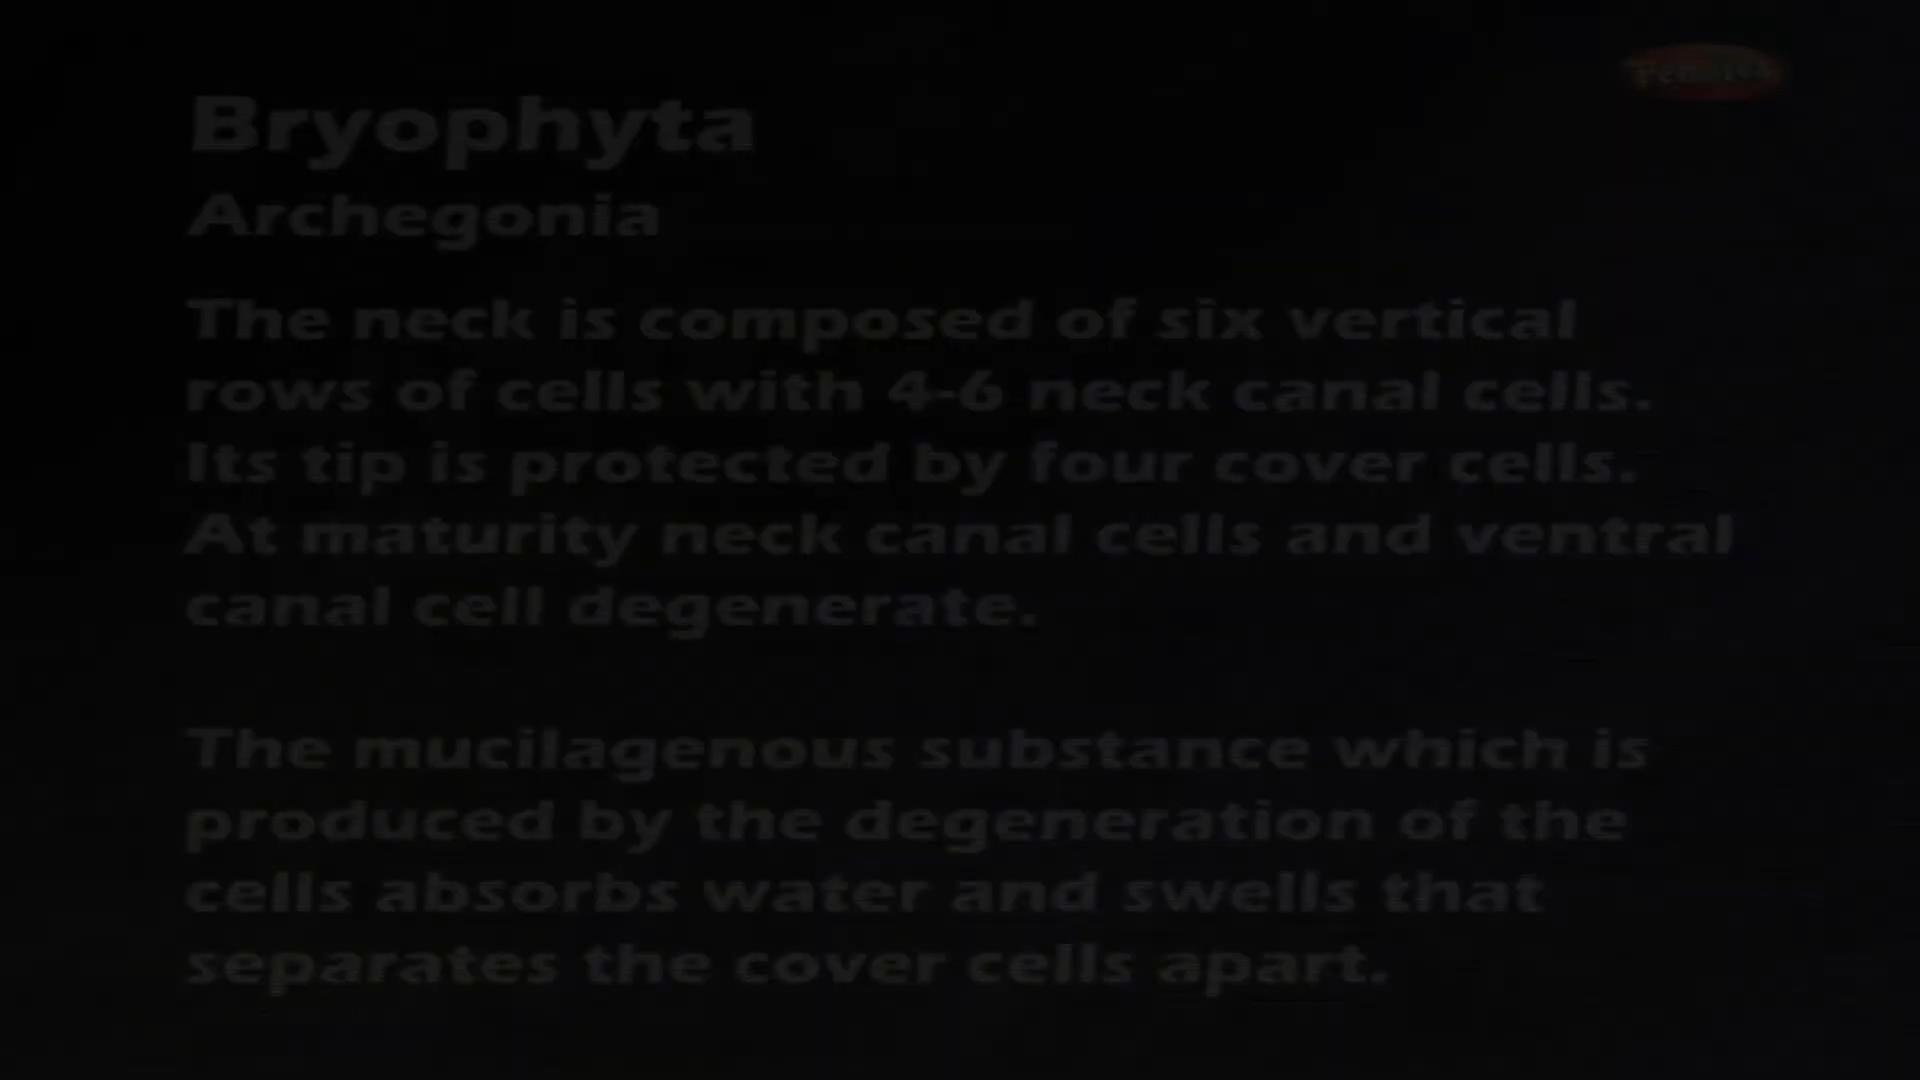 Bryophyta
Archegonia
The neck is composed of six vertical
rows of cells with 4-6 neck canal cells.
Its tip is protected by four cover cells.
At maturity neck canal cells and ventral
canal cell degenerate.
The mucilagenous substance which is
produced by the degeneration of the
cells absorbs water and swells that
separates the cover cells apart.